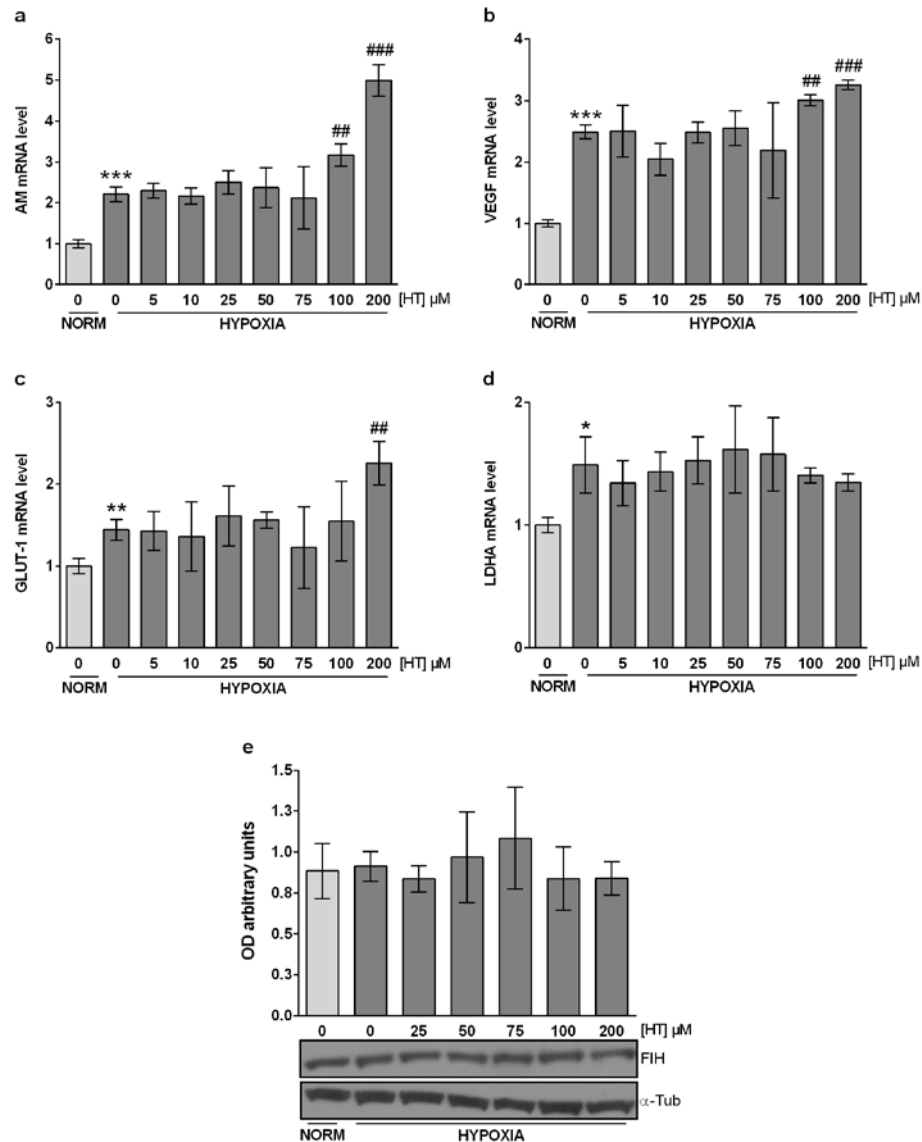 a
AM mRNA level
6
5
4
3
2
1
0
***
##
###
0 0 5 10 25 50 75 100 200 [HT] µM
NORM HYPOXIA
b
VEGF mRNA level
4
3
2
1
0
***
##
###
0 0 5 10 25 50 75 100 200 [HT] µM
NORM HYPOXIA
c
GLUT-1 mRNA level
3
2
1
0
**
##
0 0 5 10 25 50 75 100 200 [HT] µM
NORM HYPOXIA
d
LDHA mRNA level
2
1
0
*
0 0 5 10 25 50 75 100 200 [HT] µM
NORM HYPOXIA
e
OD arbitrary units
1.5
1.3
1.0
0.8
0.5
0.3
0.0
0 0 25 50 75 100 200 [HT] µM
FIH
α-Tub
NORM HYPOXIA